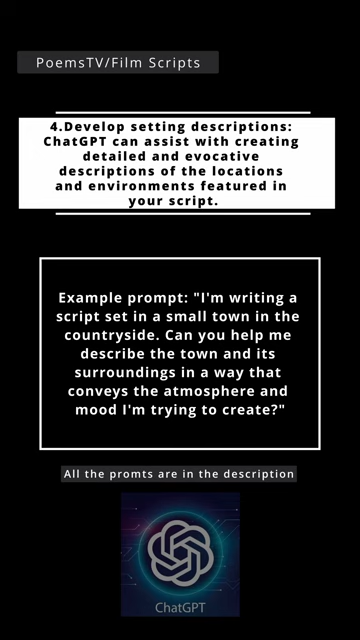 PoemsTV/Film Scripts
4.Develop setting descriptions:
ChatGPT can assist with creating
detailed and evocative
descriptions of the locations
and environments featured in
your script.
Example prompt: "I'm writing a
script set in a small town in the
countryside. Can you help me
describe the town and its
surroundings in a way that
conveys the atmosphere and
mood I'm trying to create?"
All the promts are in the description
ChatGPT